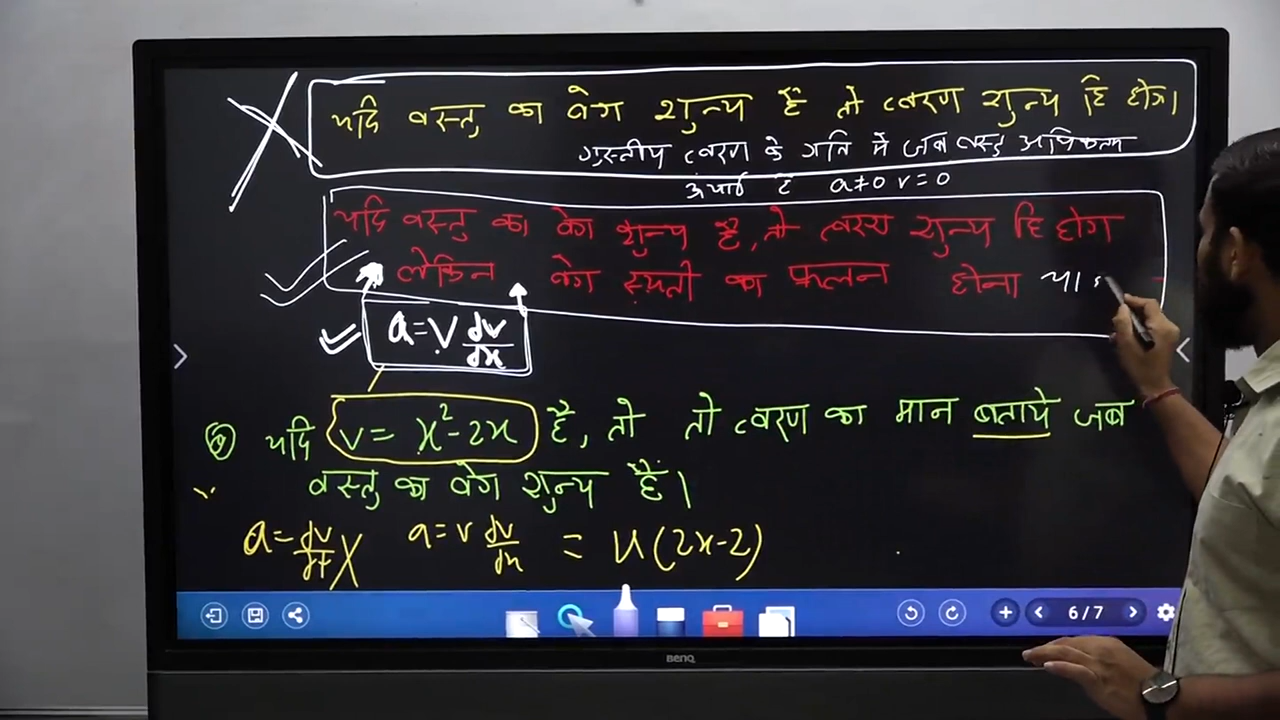 यदि वस्तु का वेग शुन्य है तो त्वरण शुन्य हि होगा।
गुरुत्वीय त्वरण के गति में जब वस्तु अधिकतम
ऊचाई है a≠0 v=0
यदि वस्तु का वेग शुन्य है, तो त्वरण शुन्य हि होग
लेकिन वेग स्थिती का फलन होना चा
a=V dv/dx
यदि v= x²-2x है, तो तो त्वरण का मान बताये जब
वस्तु का वेग शुन्य है।
a=dv/dt X a=v dv/dx = u(2x-2)
6/7
BENQ